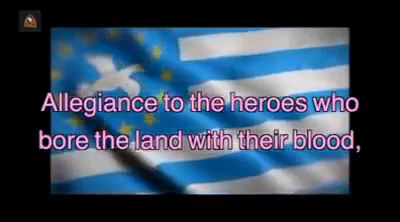 Allegiance to the heroes who
bore the land with their blood,